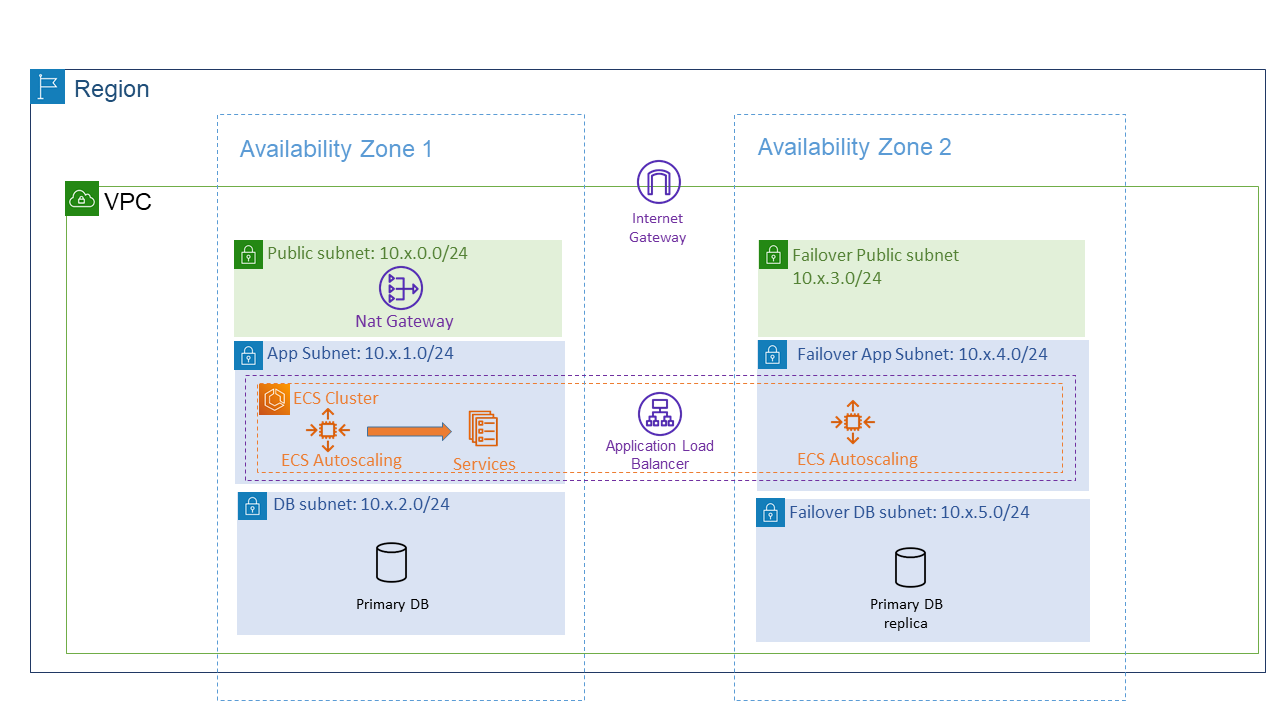 Region
Availability Zone 1
Availability Zone 2
VPC
Internet
Gateway
Public subnet: 10.x.0.0/24
Nat Gateway
Failover Public subnet
10.x.3.0/24
App Subnet: 10.x.1.0/24
Failover App Subnet: 10.x.4.0/24
ECS Cluster
ECS Autoscaling
Services
Application Load
Balancer
ECS Autoscaling
DB subnet: 10.x.2.0/24
Failover DB subnet: 10.x.5.0/24
Primary DB
Primary DB
replica